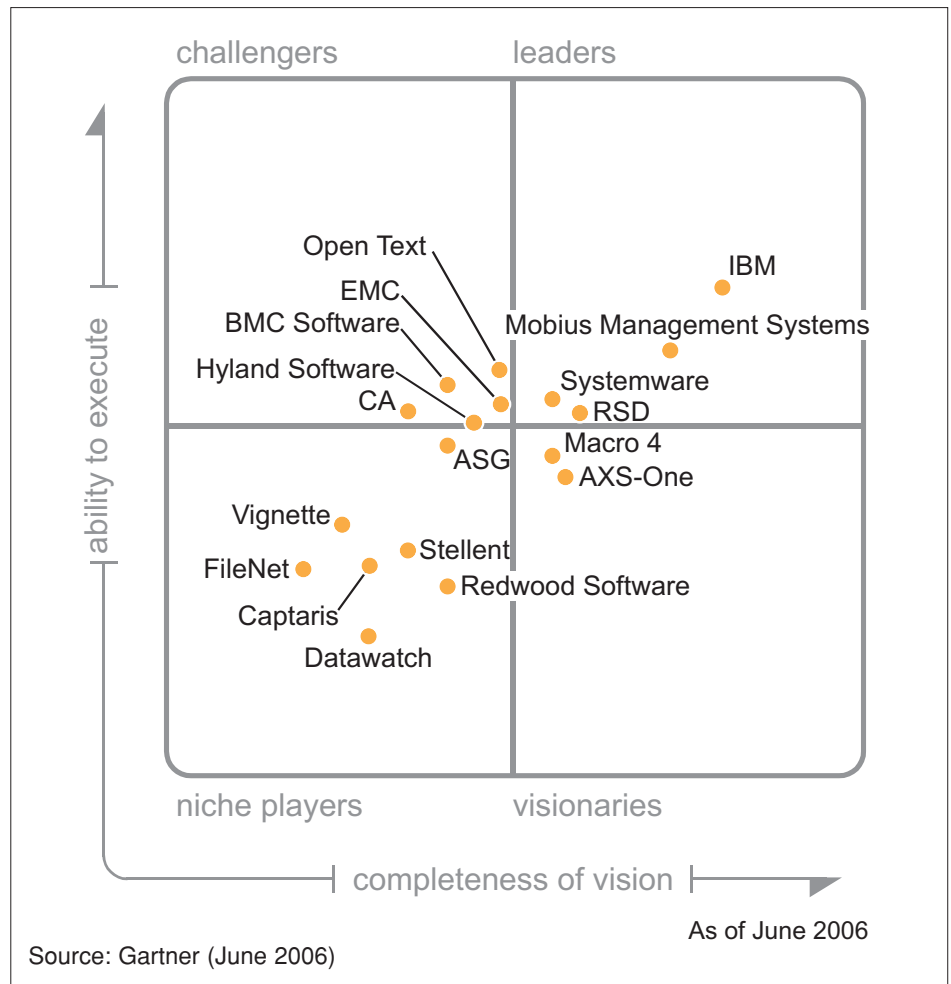 challengers
leaders
Open Text
IBM
EMC
BMC Software
Mobius Management Systems
Hyland Software
Systemware
CA
RSD
ASG
Macro 4
AXS-One
Vignette
Stellent
FileNet
Redwood Software
Captaris
Datawatch
ability to execute
niche players
visionaries
completeness of vision
As of June 2006
Source: Gartner (June 2006)